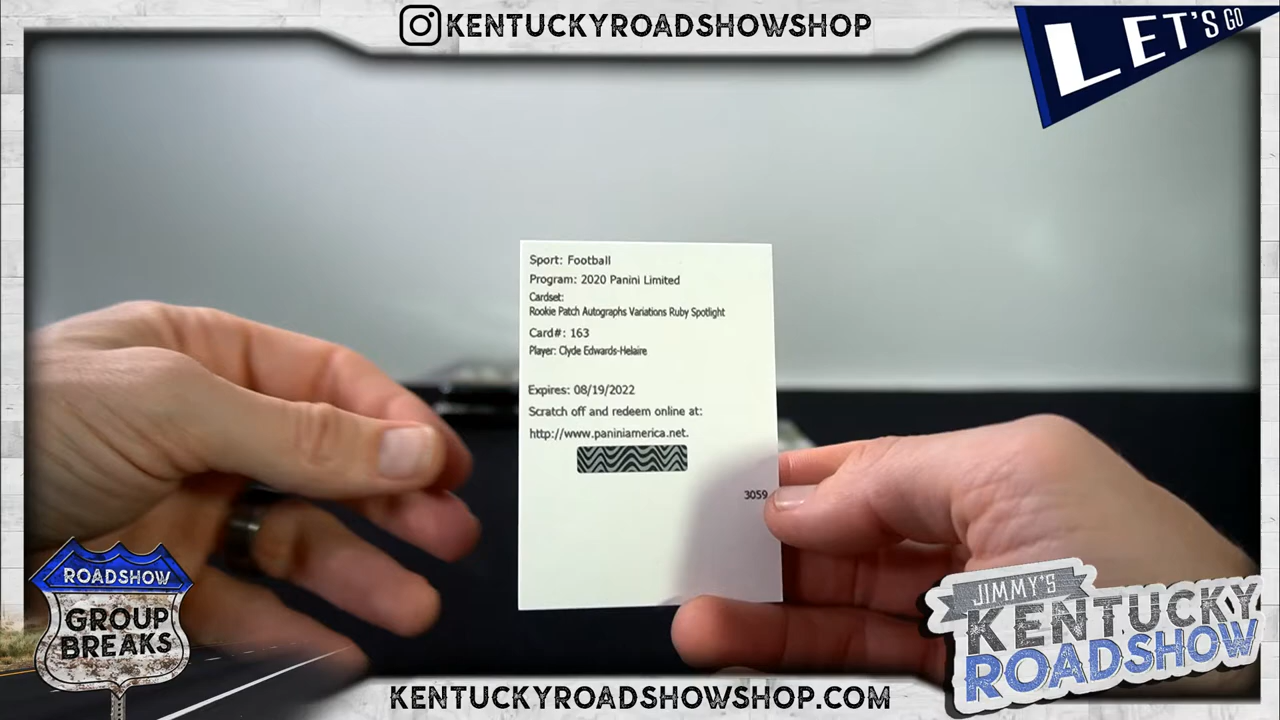 KENTUCKYROADSHOWSHOP
LET'S GO
Sport: Football
Program: 2020 Panini Limited
Cardset:
Rookie Patch Autographs Variations Ruby Spotlight
Card#: 163
Player: Clyde Edwards-Helaire
Expires: 08/19/2022
Scratch off and redeem online at:
http://www.paniniamerica.net.
3059
ROADSHOW
GROUP
BREAKS
JIMMY'S
KENTUCKY
ROADSHOW
KENTUCKYROADSHOWSHOP.COM